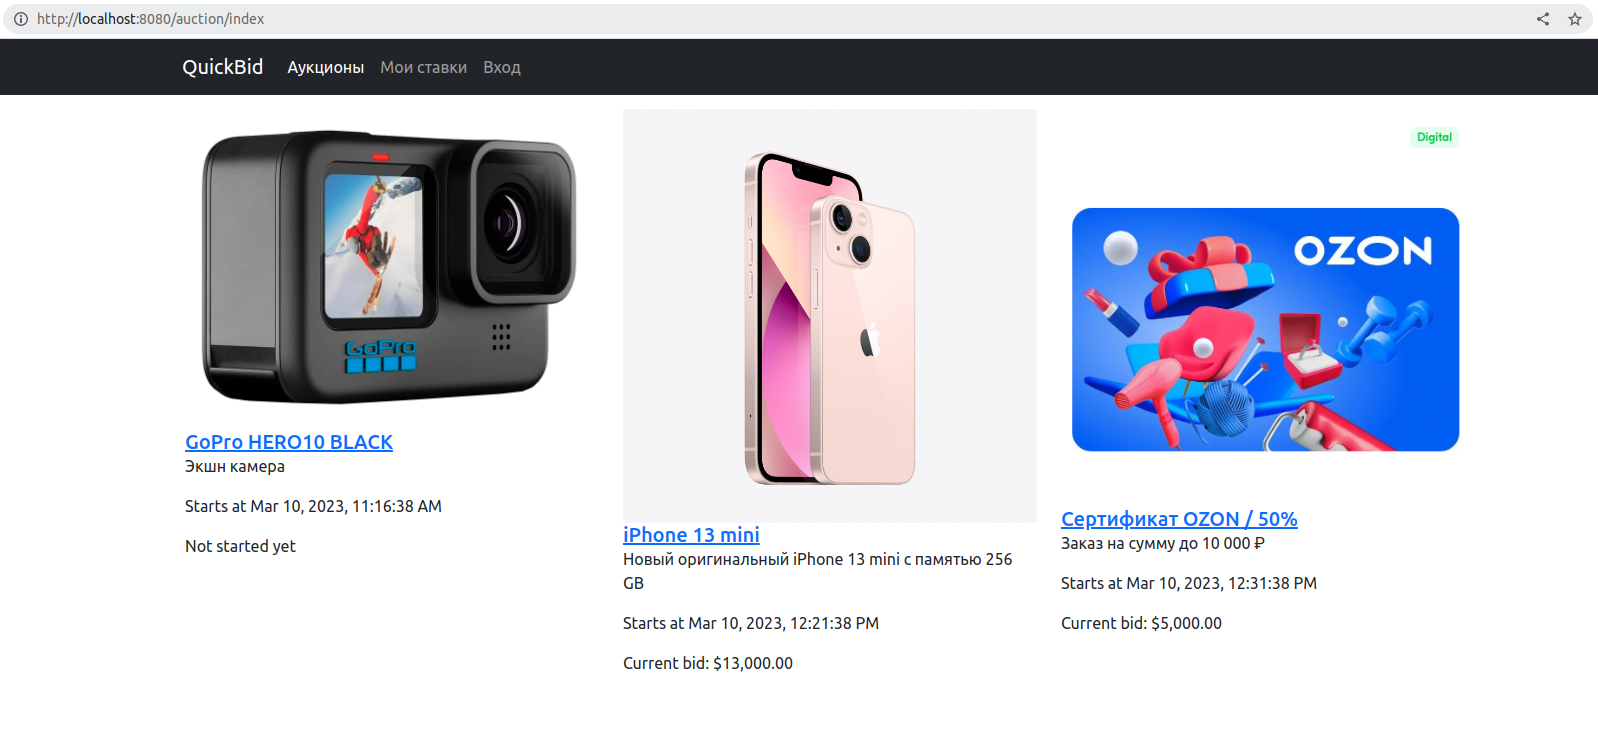 http://localhost:8080/auction/index
QuickBid Аукционы Мои ставки Вход
GoPro
GoPro HERO10 BLACK
Экшн камера
Starts at Mar 10, 2023, 11:16:38 AM
Not started yet
iPhone 13 mini
Новый оригинальный iPhone 13 mini с памятью 256
GB
Starts at Mar 10, 2023, 12:21:38 PM
Current bid: $13,000.00
Digital
OZON
Сертификат OZON / 50%
Заказ на сумму до 10 000 ₽
Starts at Mar 10, 2023, 12:31:38 PM
Current bid: $5,000.00